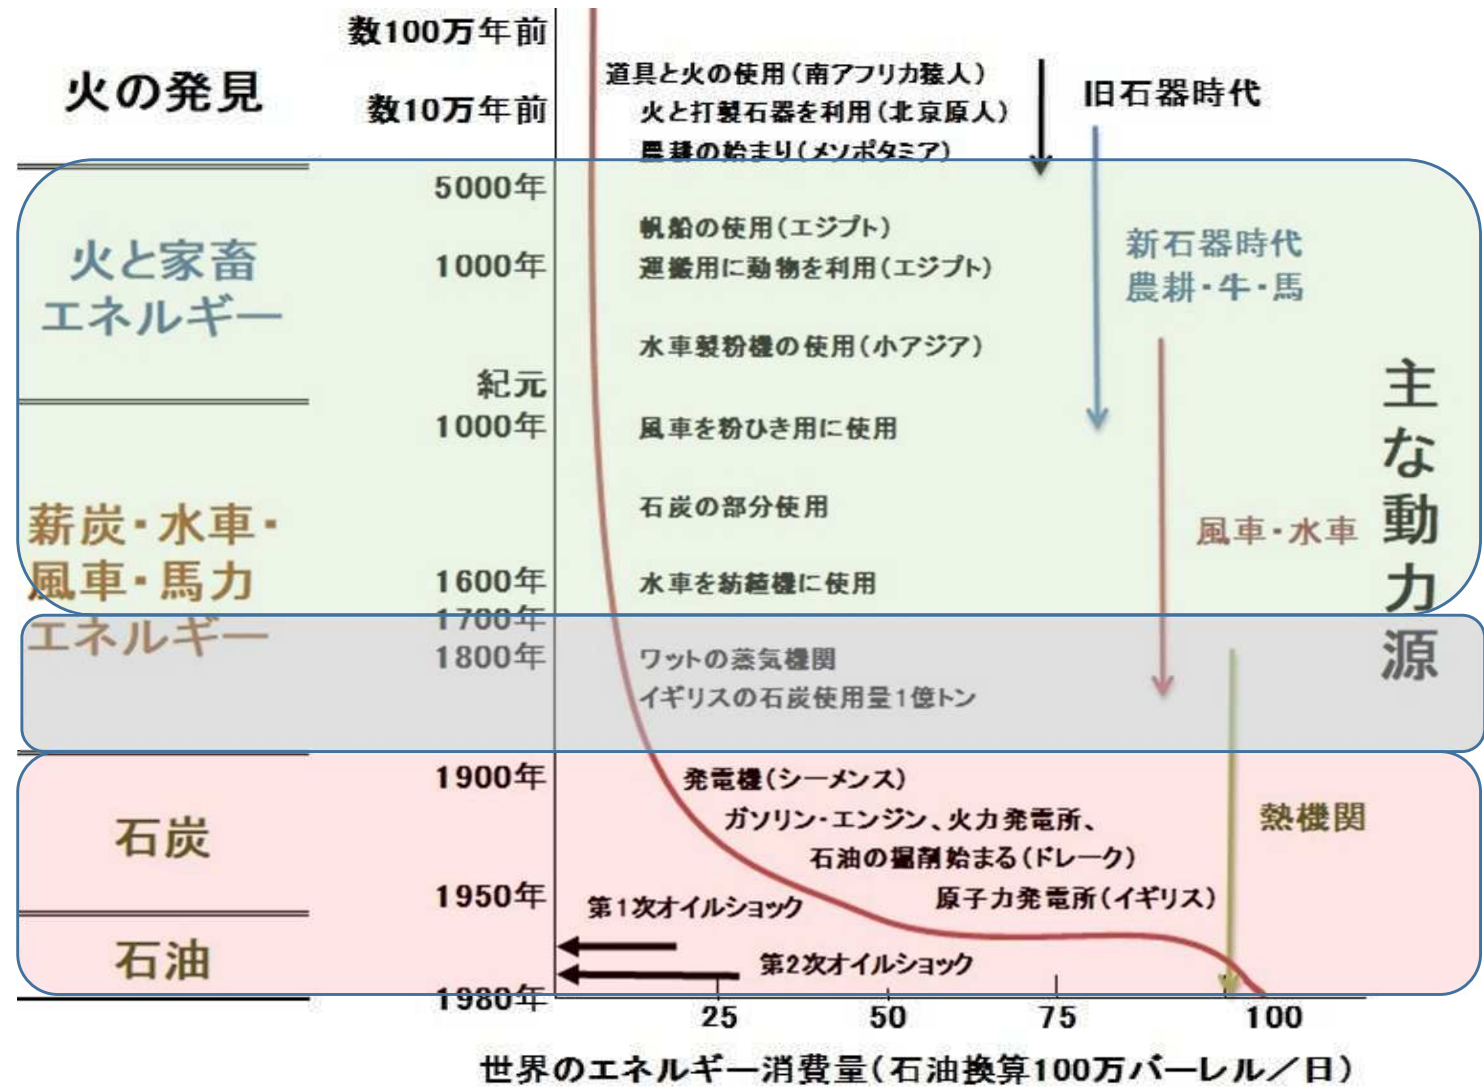 数100万年前
火の発見
道具と火の使用(南アフリカ猿人)
旧石器時代
数10万年前
火と打製石器を利用(北京原人)
農耕の始まり(メソポタミア)
5000年
火と家畜
エネルギー
帆船の使用(エジプト)
1000年
運搬用に動物を利用(エジプト)
新石器時代
農耕・牛・馬
水車製粉機の使用(小アジア)
紀元
1000年
風車を粉ひき用に使用
主な動力源
薪炭・水車・
風車・馬力
エネルギー
石炭の部分使用
風車・水車
1600年
水車を紡績機に使用
1700年
1800年
ワットの蒸気機関
イギリスの石炭使用量1億トン
1900年
発電機(シーメンス)
石炭
ガソリン・エンジン、火力発電所、
熱機関
石油の掘削始まる(ドレーク)
1950年
原子力発電所(イギリス)
第1次オイルショック
石油
第2次オイルショック
1980年
25 50 75 100
世界のエネルギー消費量(石油換算100万バーレル/日)